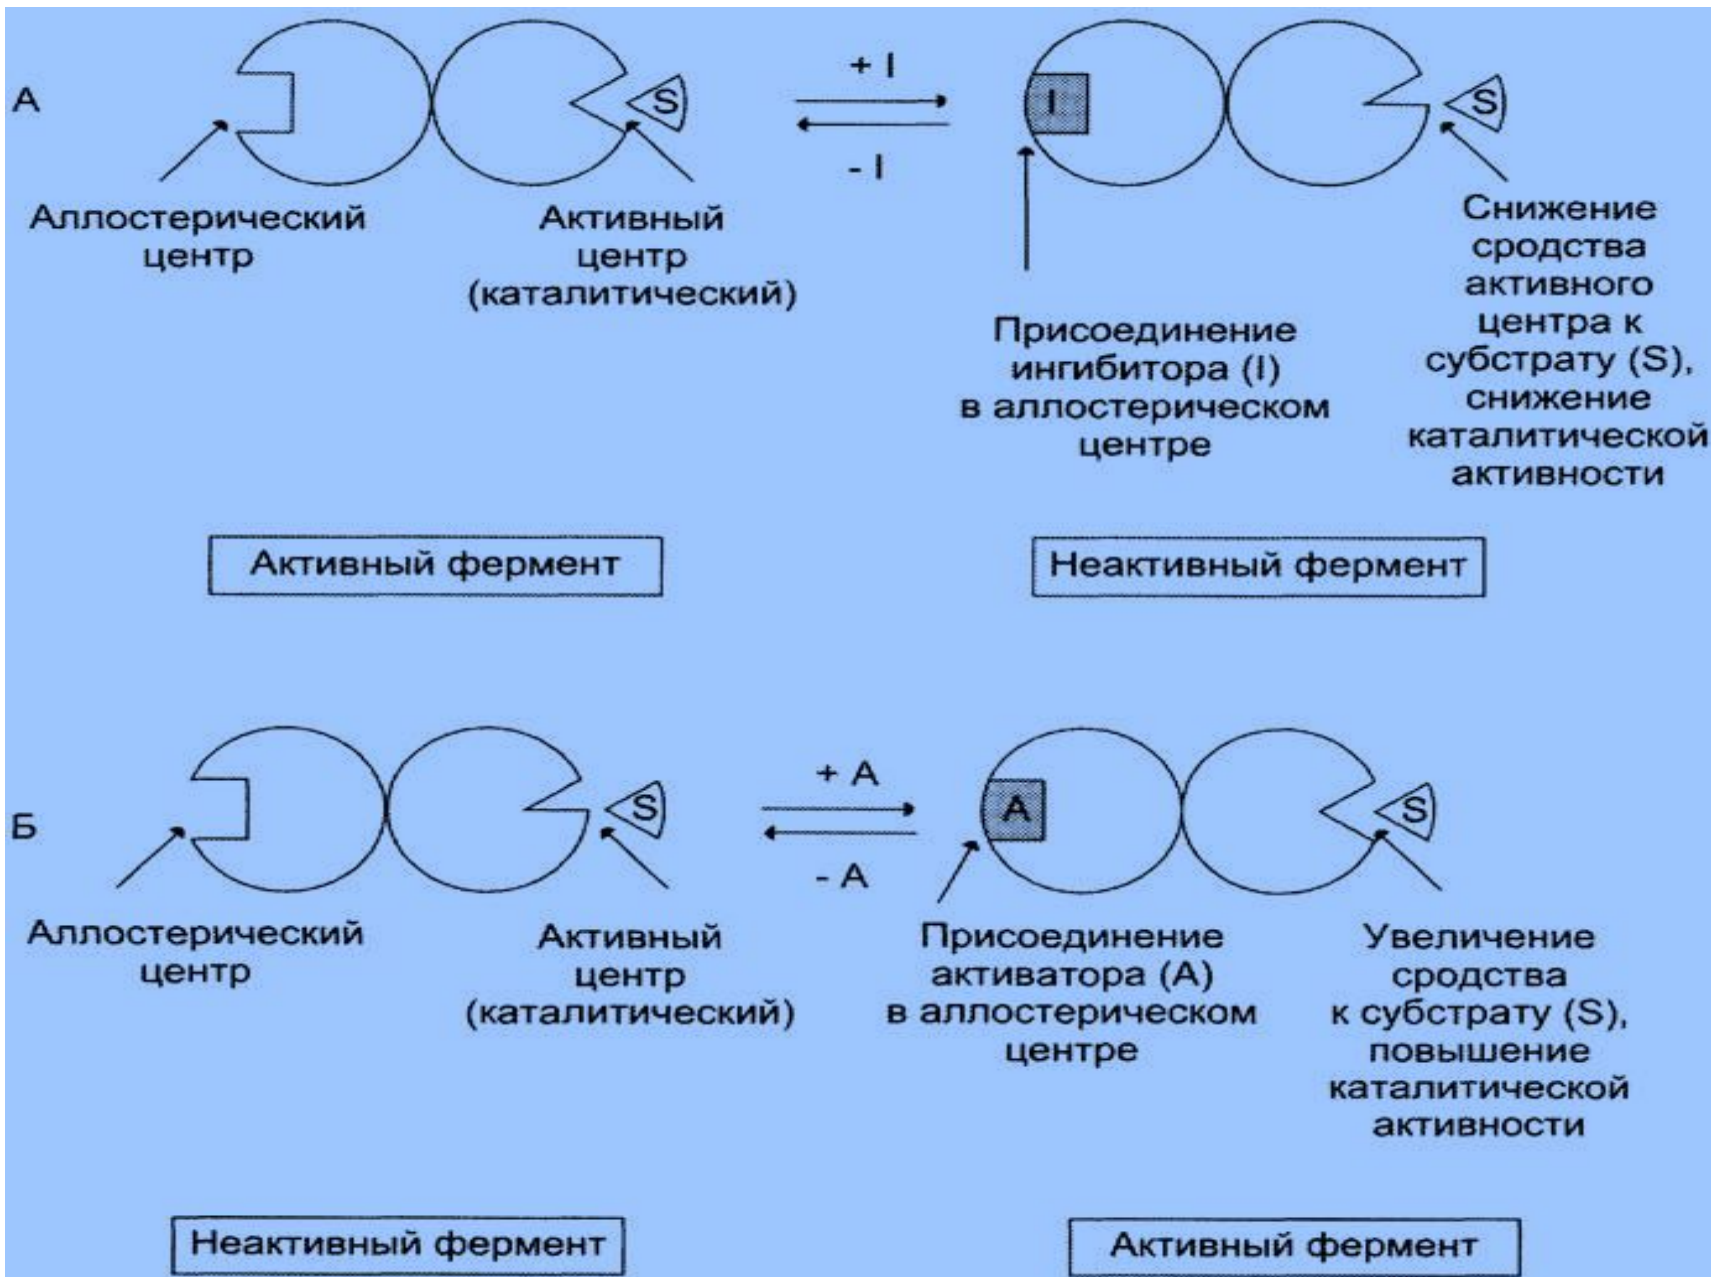 А
S
+ I
- I
I
S
Аллостерический
центр
Активный
центр
(каталитический)
Присоединение
ингибитора (I)
в аллостерическом
центре
Снижение
сродства
активного
центра к
субстрату (S),
снижение
каталитической
активности
Активный фермент
Неактивный фермент
Б
S
+ А
- А
А
S
Аллостерический
центр
Активный
центр
(каталитический)
Присоединение
активатора (А)
в аллостерическом
центре
Увеличение
сродства
к субстрату (S),
повышение
каталитической
активности
Неактивный фермент
Активный фермент